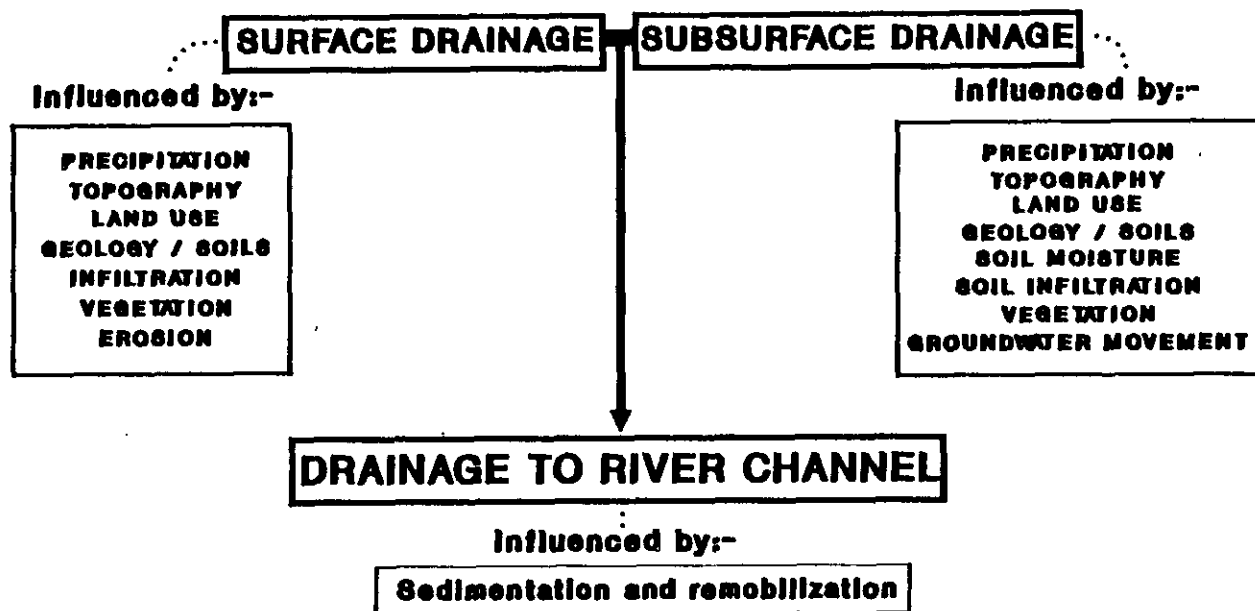 SURFACE DRAINAGE
SUBSURFACE DRAINAGE
Influenced by:-
PRECIPITATION
TOPOGRAPHY
LAND USE
GEOLOGY / SOILS
INFILTRATION
VEGETATION
EROSION
Influenced by:-
PRECIPITATION
TOPOGRAPHY
LAND USE
GEOLOGY / SOILS
SOIL MOISTURE
SOIL INFILTRATION
VEGETATION
GROUNDWATER MOVEMENT
DRAINAGE TO RIVER CHANNEL
Influenced by:-
Sedimentation and remobilization